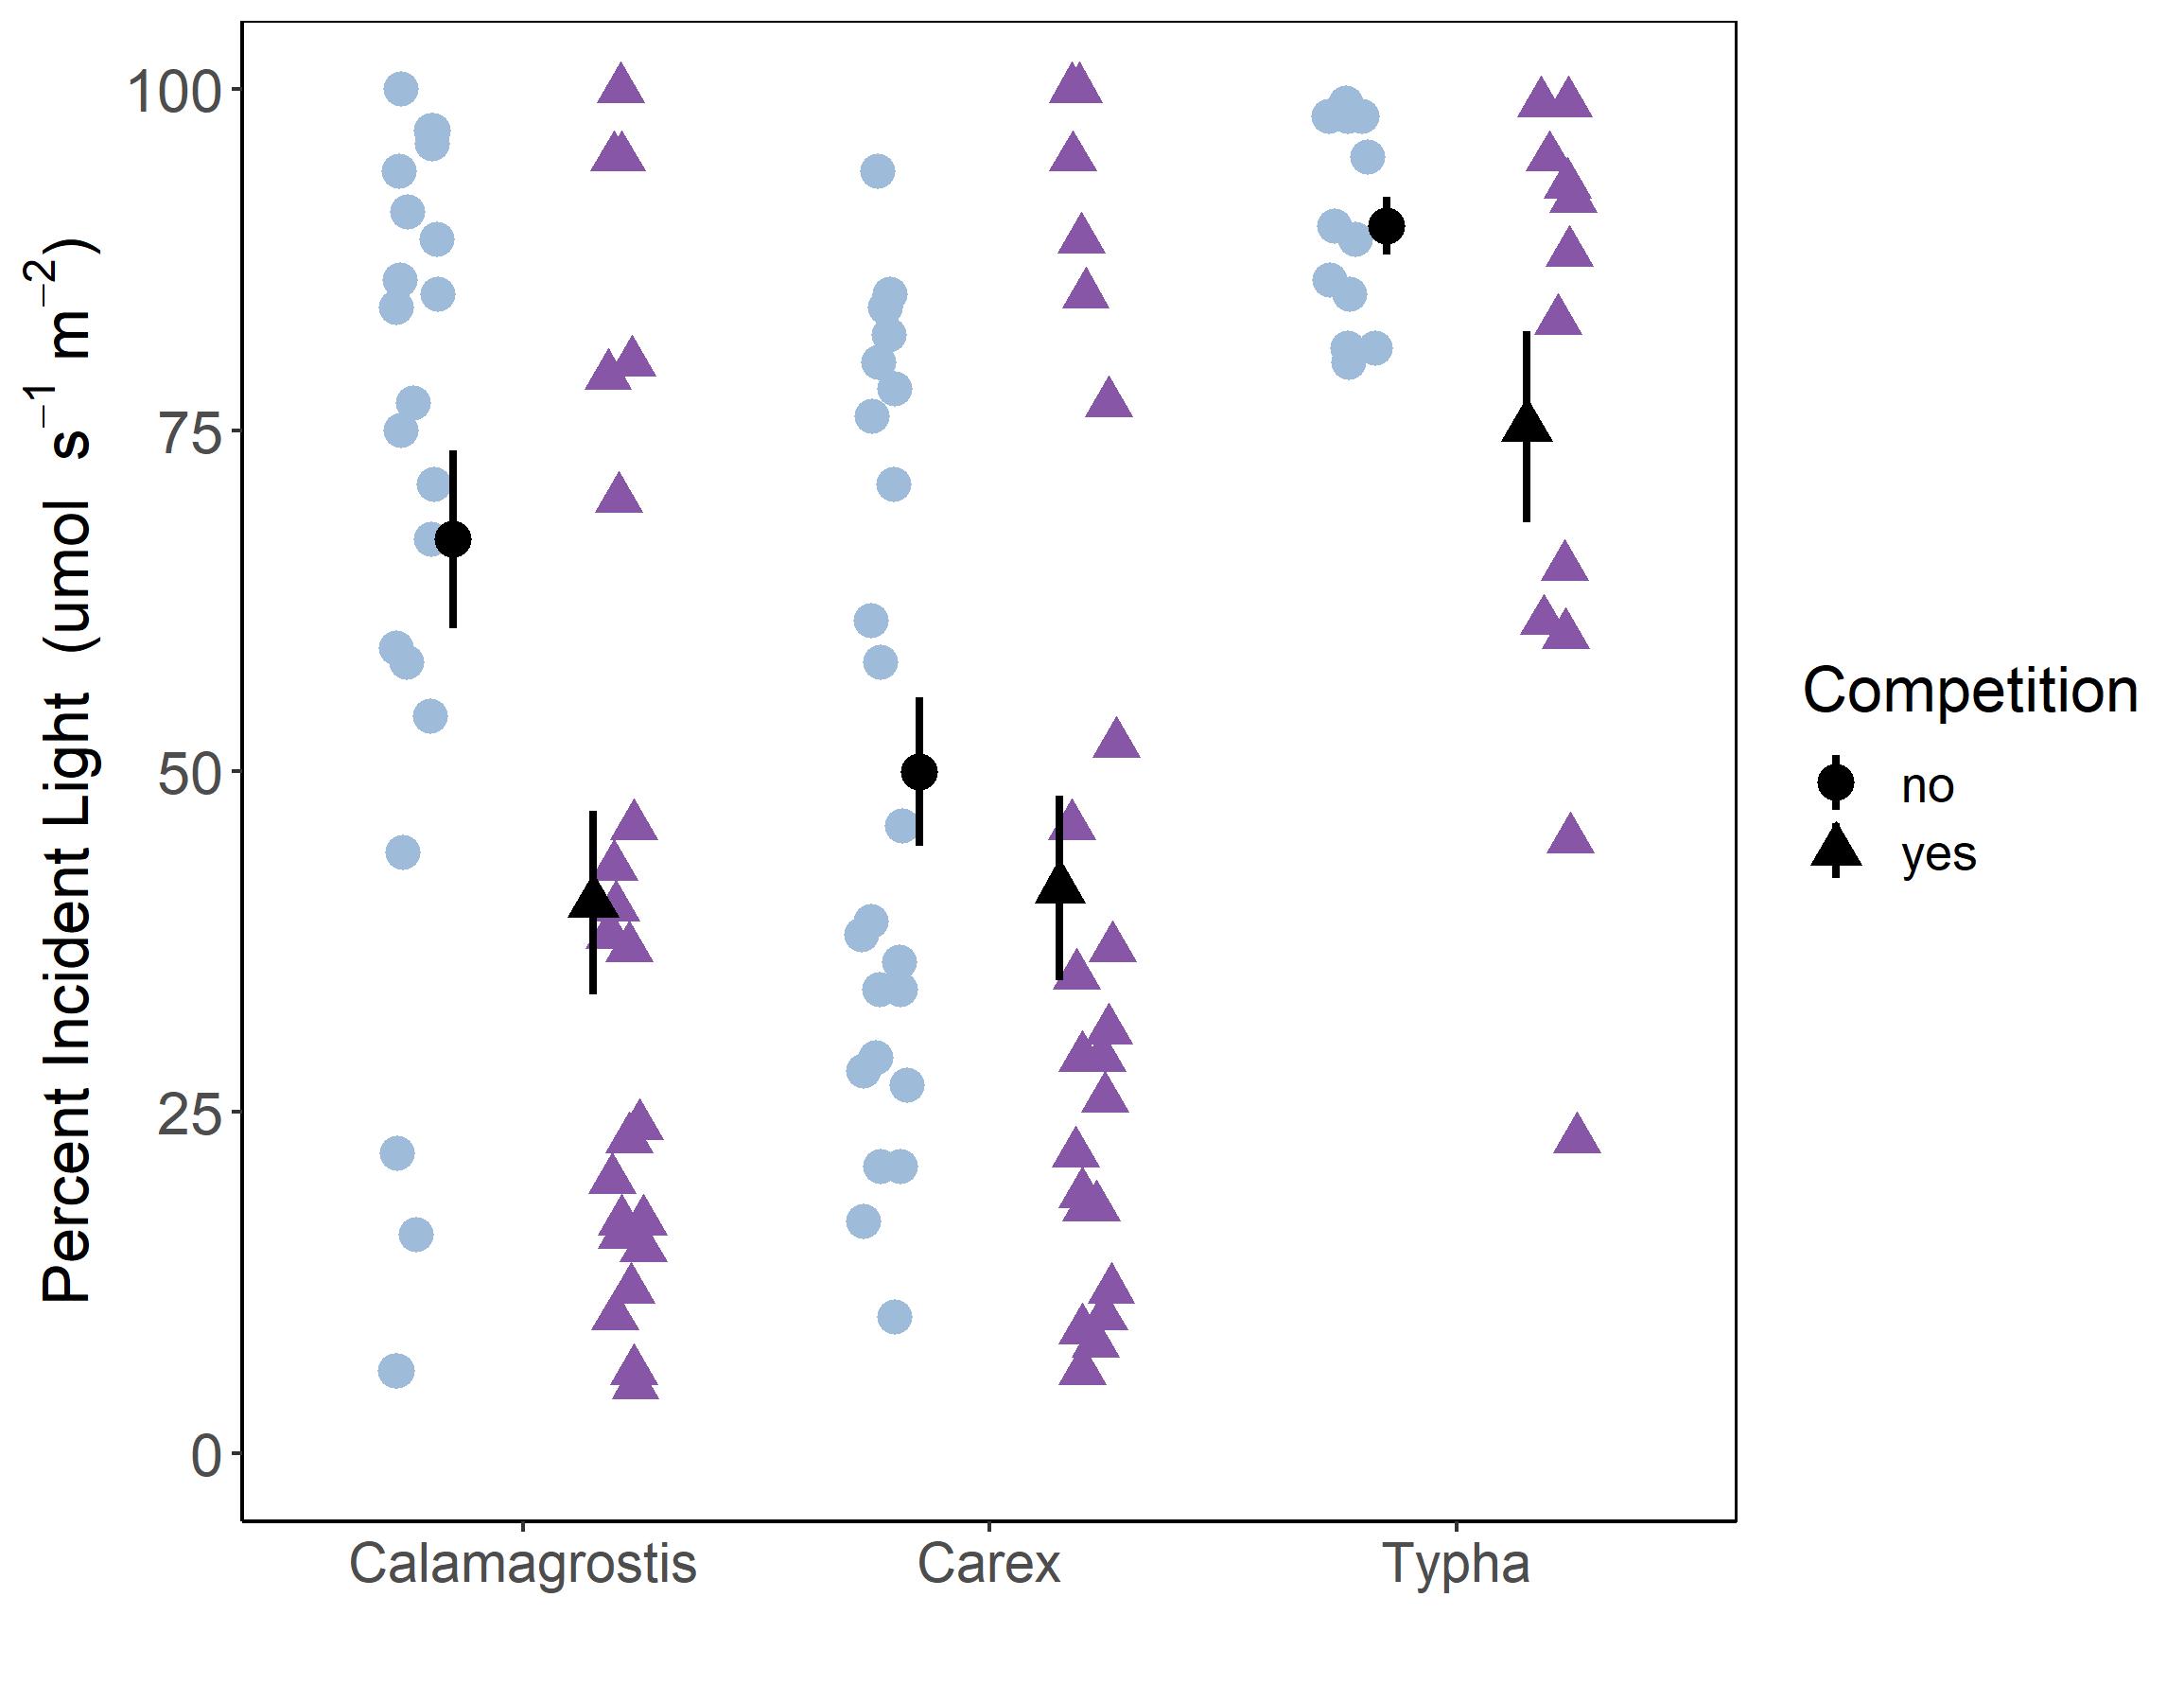 Percent Incident Light (umol s⁻¹ m⁻²)
100
75
50
25
0
Calamagrostis
Carex
Typha
Competition
no
yes